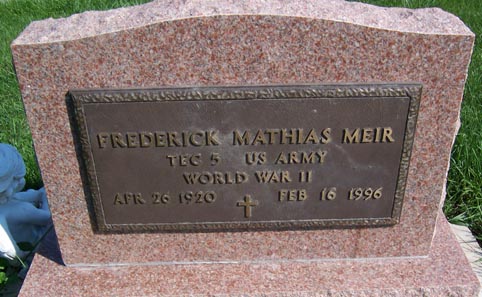 FREDERICK MATHIAS MEIR
TEC 5 US ARMY
WORLD WAR II
APR 26 1920 FEB 16 1996